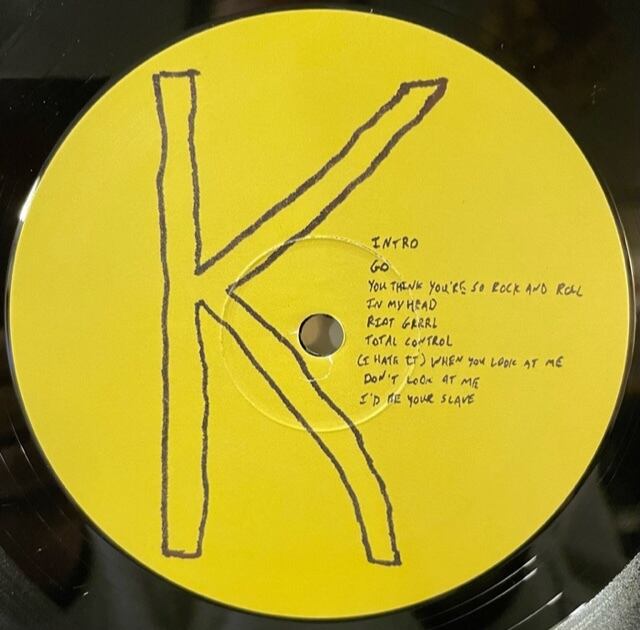 K
INTRO
GO
YOU THINK YOU'RE SO ROCK AND ROLL
IN MY HEAD
RIOT GRRRL
TOTAL CONTROL
(I HATE IT) WHEN YOU LOOK AT ME
DON'T LOOK AT ME
I'D BE YOUR SLAVE